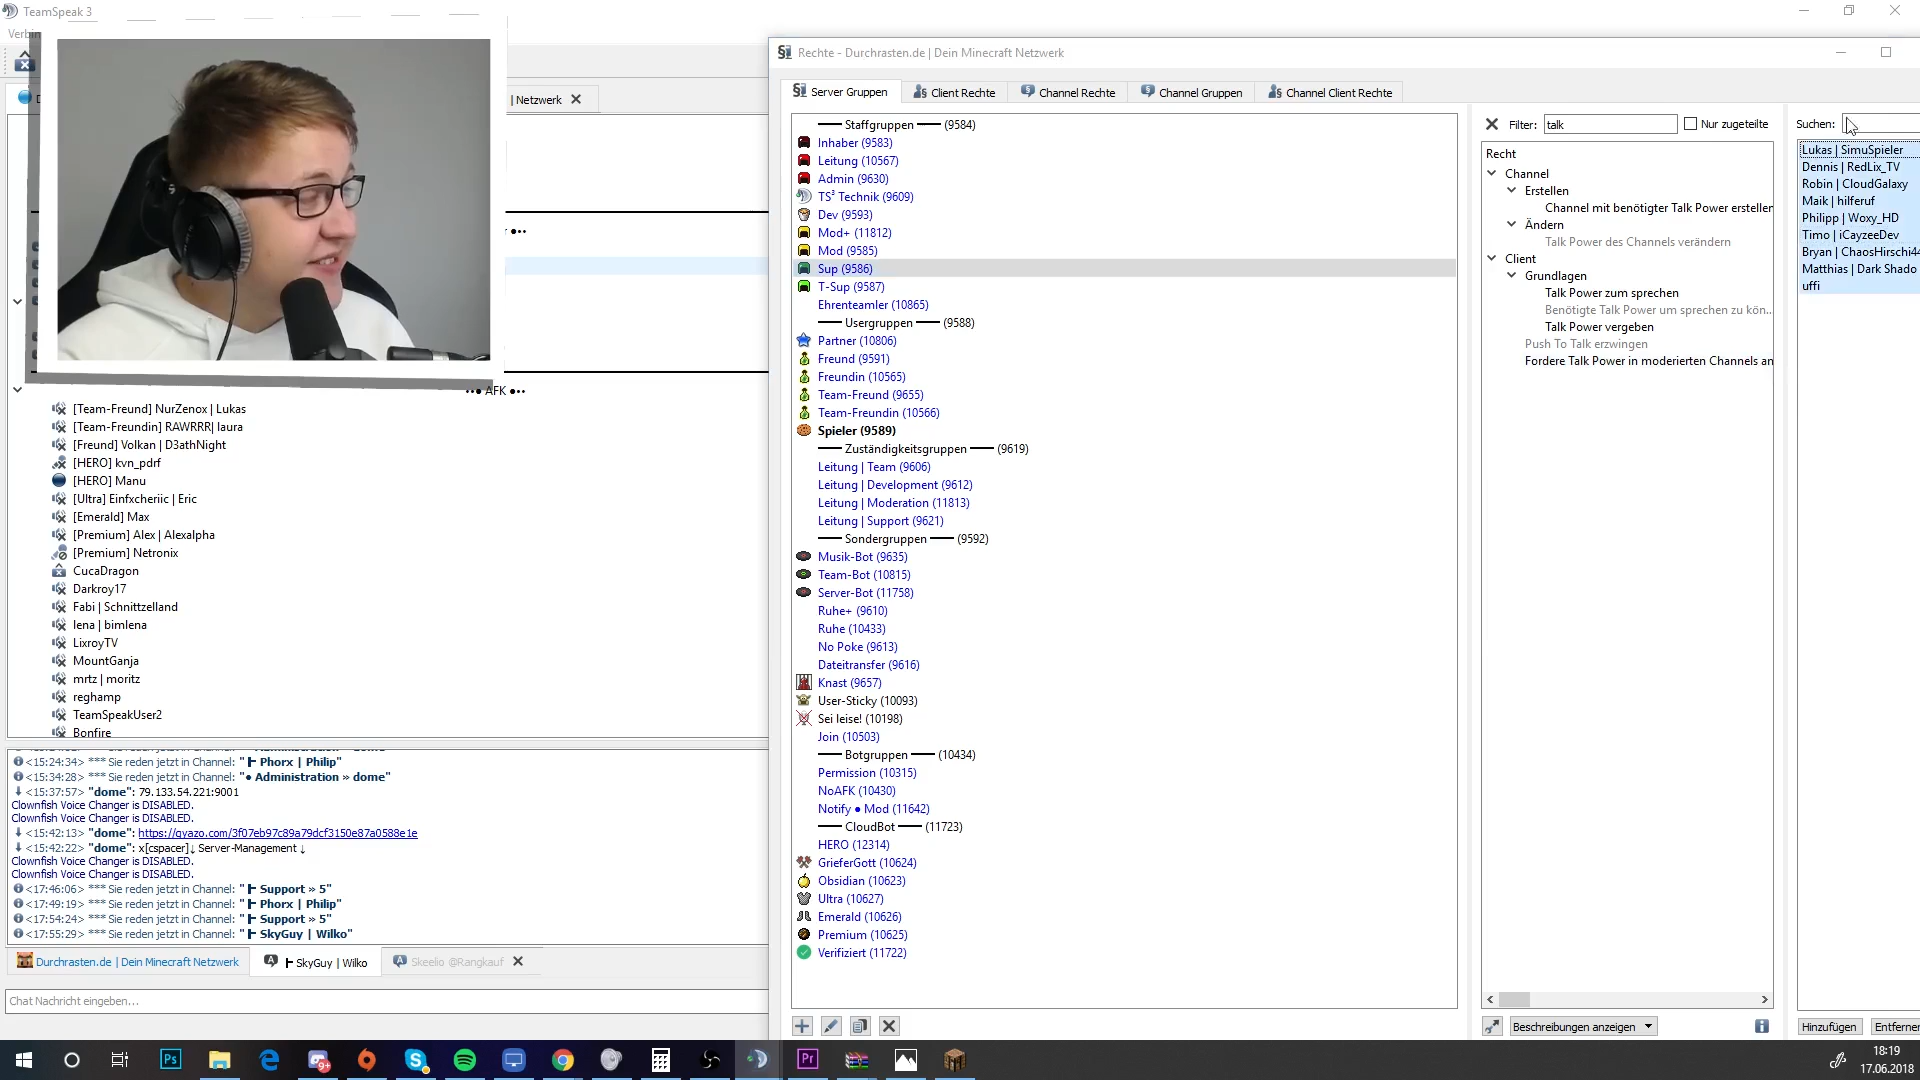 TeamSpeak 3
Verbin
| Netzwerk
••• AFK •••
[Team-Freund] NurZenox | Lukas
[Team-Freundin] RAWRRR| laura
[Freund] Volkan | D3athNight
[HERO] kvn_pdrf
[HERO] Manu
[Ultra] Einfxcheriic | Eric
[Emerald] Max
[Premium] Alex | Alexalpha
[Premium] Netronix
CucaDragon
Darkroy17
Fabi | Schnittzelland
lena | bimlena
LixroyTV
MountGanja
mrtz | moritz
reghamp
TeamSpeakUser2
Bonfire
<15:24:34> *** Sie reden jetzt in Channel: "┣ Phorx | Philip"
<15:34:28> *** Sie reden jetzt in Channel: "● Administration » dome"
<15:37:57> "dome": 79.133.54.221:9001
Clownfish Voice Changer is DISABLED.
Clownfish Voice Changer is DISABLED.
<15:42:13> "dome": https://gyazo.com/3f07eb97c89a79dcf3150e87a0588e1e
<15:42:22> "dome": x[cspacer]↓ Server-Management ↓
Clownfish Voice Changer is DISABLED.
Clownfish Voice Changer is DISABLED.
<17:46:06> *** Sie reden jetzt in Channel: "┣ Support » 5"
<17:49:19> *** Sie reden jetzt in Channel: "┣ Phorx | Philip"
<17:54:24> *** Sie reden jetzt in Channel: "┣ Support » 5"
<17:55:29> *** Sie reden jetzt in Channel: "┣ SkyGuy | Wilko"
Durchrasten.de | Dein Minecraft Netzwerk
┣ SkyGuy | Wilko
Skeelio @Rangkauf
Chat Nachricht eingeben...
Rechte - Durchrasten.de | Dein Minecraft Netzwerk
Server Gruppen
Client Rechte
Channel Rechte
Channel Gruppen
Channel Client Rechte
━━ Staffgruppen ━━ (9584)
Inhaber (9583)
Leitung (10567)
Admin (9630)
TS³ Technik (9609)
Dev (9593)
Mod+ (11812)
Mod (9585)
Sup (9586)
T-Sup (9587)
Ehrenteamler (10865)
━━ Usergruppen ━━ (9588)
Partner (10806)
Freund (9591)
Freundin (10565)
Team-Freund (9655)
Team-Freundin (10566)
Spieler (9589)
━━ Zuständigkeitsgruppen ━━ (9619)
Leitung | Team (9606)
Leitung | Development (9612)
Leitung | Moderation (11813)
Leitung | Support (9621)
━━ Sondergruppen ━━ (9592)
Musik-Bot (9635)
Team-Bot (10815)
Server-Bot (11758)
Ruhe+ (9610)
Ruhe (10433)
No Poke (9613)
Dateitransfer (9616)
Knast (9657)
User-Sticky (10093)
Sei leise! (10198)
Join (10503)
━━ Botgruppen ━━ (10434)
Permission (10315)
NoAFK (10430)
Notify ● Mod (11642)
━━ CloudBot ━━ (11723)
HERO (12314)
GrieferGott (10624)
Obsidian (10623)
Ultra (10627)
Emerald (10626)
Premium (10625)
Verifiziert (11722)
Filter: talk
Nur zugeteilte
Recht
Channel
Erstellen
Channel mit benötigter Talk Power erstellen
Ändern
Talk Power des Channels verändern
Client
Grundlagen
Talk Power zum sprechen
Benötigte Talk Power um sprechen zu kön...
Talk Power vergeben
Push To Talk erzwingen
Fordere Talk Power in moderierten Channels an
Beschreibungen anzeigen
Suchen:
Lukas | SimuSpieler
Dennis | RedLix_TV
Robin | CloudGalaxy
Maik | hilferuf
Philipp | Woxy_HD
Timo | iCayzeeDev
Bryan | ChaosHirschi44
Matthias | Dark Shado
uffi
Hinzufügen
Entferner
Ps
9+
Pr
18:19
17.06.2018